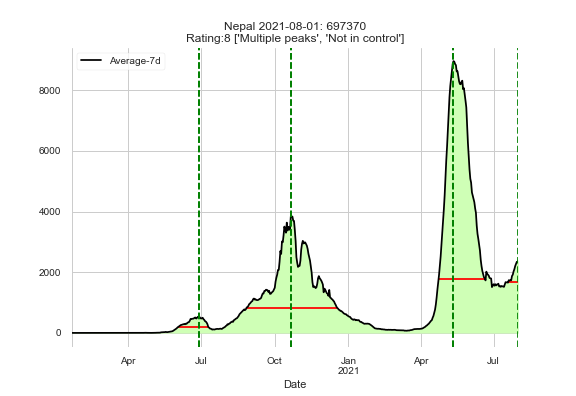 Nepal 2021-08-01: 697370
Rating:8 ['Multiple peaks', 'Not in control']
Average-7d
8000
6000
4000
2000
0
Apr
Jul
Oct
Jan
2021
Apr
Jul
Date